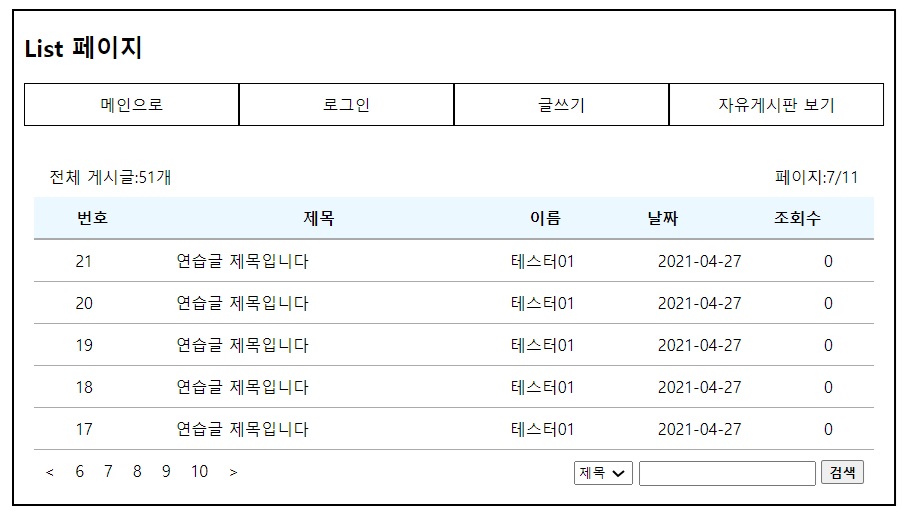 List 페이지
메인으로 로그인 글쓰기 자유게시판 보기
전체 게시글:51개 페이지:7/11
번호 제목 이름 날짜 조회수
21 연습글 제목입니다 테스터01 2021-04-27 0
20 연습글 제목입니다 테스터01 2021-04-27 0
19 연습글 제목입니다 테스터01 2021-04-27 0
18 연습글 제목입니다 테스터01 2021-04-27 0
17 연습글 제목입니다 테스터01 2021-04-27 0
< 6 7 8 9 10 > 제목 검색